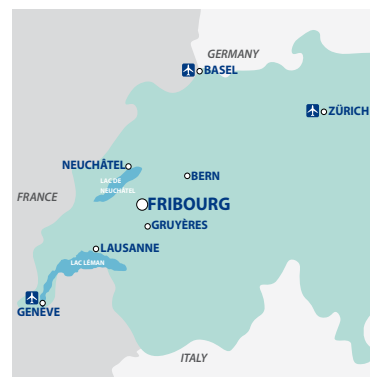 GERMANY
BASEL
ZÜRICH
NEUCHÂTEL
BERN
LAC DE
NEUCHÂTEL
FRANCE
FRIBOURG
GRUYÈRES
LAUSANNE
LAC LÉMAN
GENÈVE
ITALY